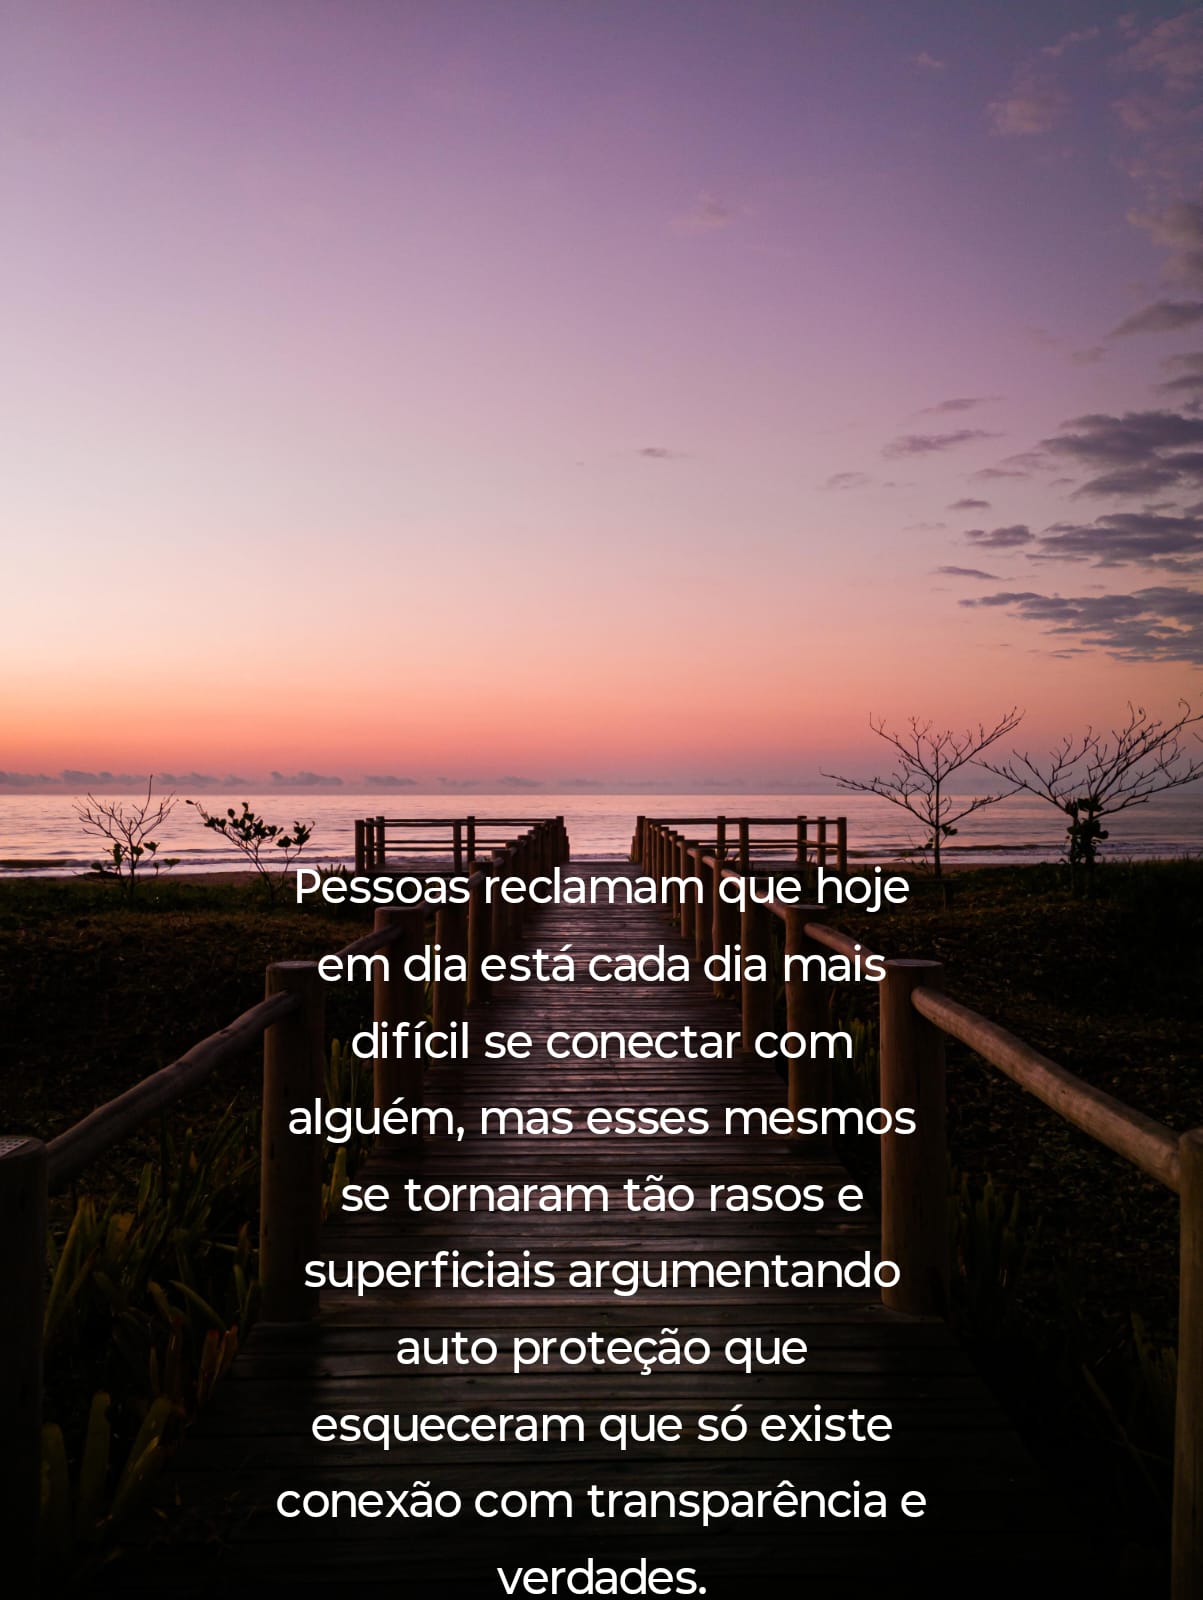 Pessoas reclamam que hoje
em dia está cada dia mais
difícil se conectar com
alguém, mas esses mesmos
se tornaram tão rasos e
superficiais argumentando
auto proteção que
esqueceram que só existe
conexão com transparência e
verdades.